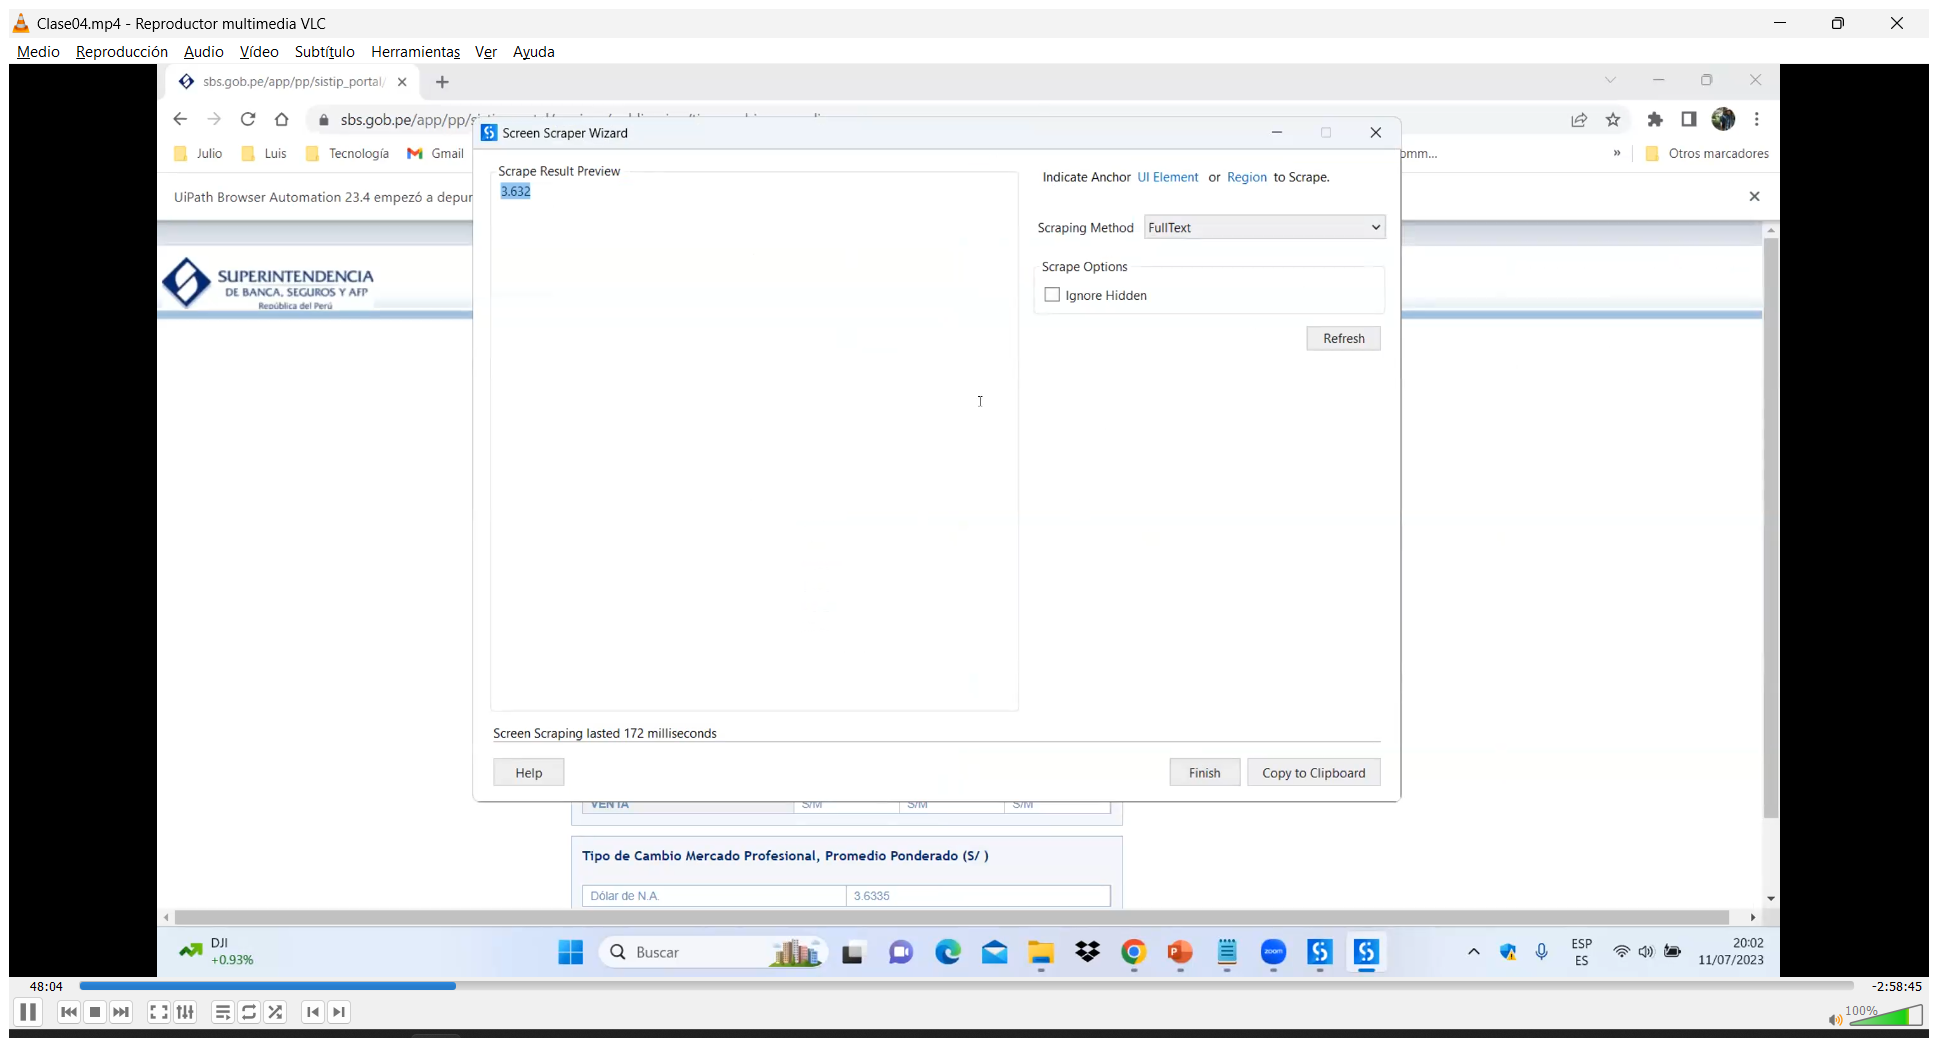 Clase04.mp4 - Reproductor multimedia VLC
Medio Reproducción Audio Vídeo Subtítulo Herramientas Ver Ayuda
sbs.gob.pe/app/pp/sistip_portal/
sbs.gob.pe/app/pp/
Julio Luis Tecnología Gmail
omm... » Otros marcadores
UiPath Browser Automation 23.4 empezó a depur
SUPERINTENDENCIA
DE BANCA, SEGUROS Y AFP
República del Perú
Screen Scraper Wizard
Scrape Result Preview
3.632
Indicate Anchor UI Element or Region to Scrape.
Scraping Method FullText
Scrape Options
Ignore Hidden
Refresh
Screen Scraping lasted 172 milliseconds
Help Finish Copy to Clipboard
VENTA S/M S/M S/M
Tipo de Cambio Mercado Profesional, Promedio Ponderado (S/ )
Dólar de N.A. 3.6335
DJI
+0.93%
Buscar
zoom
ESP
ES
20:02
11/07/2023
48:04 -2:58:45
100%